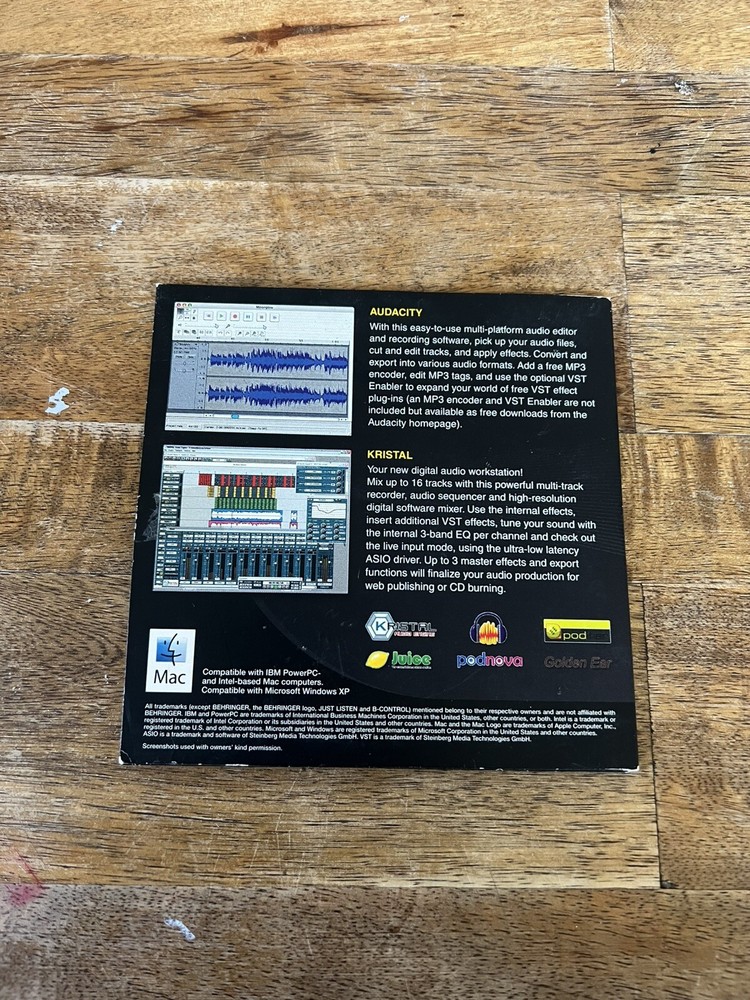 AUDACITY
With this easy-to-use multi-platform audio editor
and recording software, pick up your audio files,
cut and edit tracks, and apply effects. Convert and
export into various audio formats. Add a free MP3
encoder, edit MP3 tags, and use the optional VST
Enabler to expand your world of free VST effect
plug-ins (an MP3 encoder and VST Enabler are not
included but available as free downloads from the
Audacity homepage).
KRISTAL
Your new digital audio workstation!
Mix up to 16 tracks with this powerful multi-track
recorder, audio sequencer and high-resolution
digital software mixer. Use the internal effects,
insert additional VST effects, tune your sound with
the internal 3-band EQ per channel and check out
the live input mode, using the ultra-low latency
ASIO driver. Up to 3 master effects and export
functions will finalize your audio production for
web publishing or CD burning.
KRISTAL
AUDIO ENGINE
pod
Juice
podnova
Golden Ear
Mac
Compatible with IBM PowerPC-
and Intel-based Mac computers.
Compatible with Microsoft Windows XP
All trademarks (except BEHRINGER, the BEHRINGER logo, JUST LISTEN and B-CONTROL) mentioned belong to their respective owners and are not affiliated with
BEHRINGER. IBM and PowerPC are trademarks of International Business Machines Corporation in the United States, other countries, or both. Intel is a trademark or
registered trademark of Intel Corporation or its subsidiaries in the United States and other countries. Mac and the Mac Logo are trademarks of Apple Computer, Inc.,
registered in the U.S. and other countries. Microsoft and Windows are registered trademarks of Microsoft Corporation in the United States and other countries.
ASIO is a trademark and software of Steinberg Media Technologies GmbH. VST is a trademark of Steinberg Media Technologies GmbH.
Screenshots used with owners' kind permission.